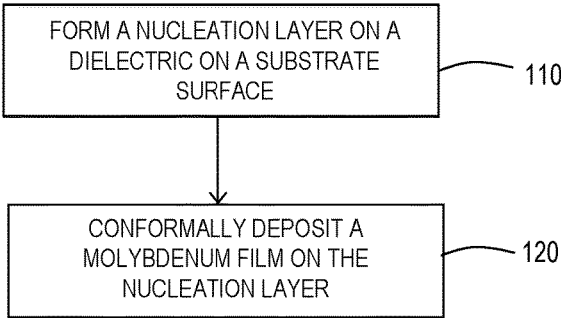 FORM A NUCLEATION LAYER ON A
DIELECTRIC ON A SUBSTRATE
SURFACE
110
CONFORMALLY DEPOSIT A
MOLYBDENUM FILM ON THE
NUCLEATION LAYER
120